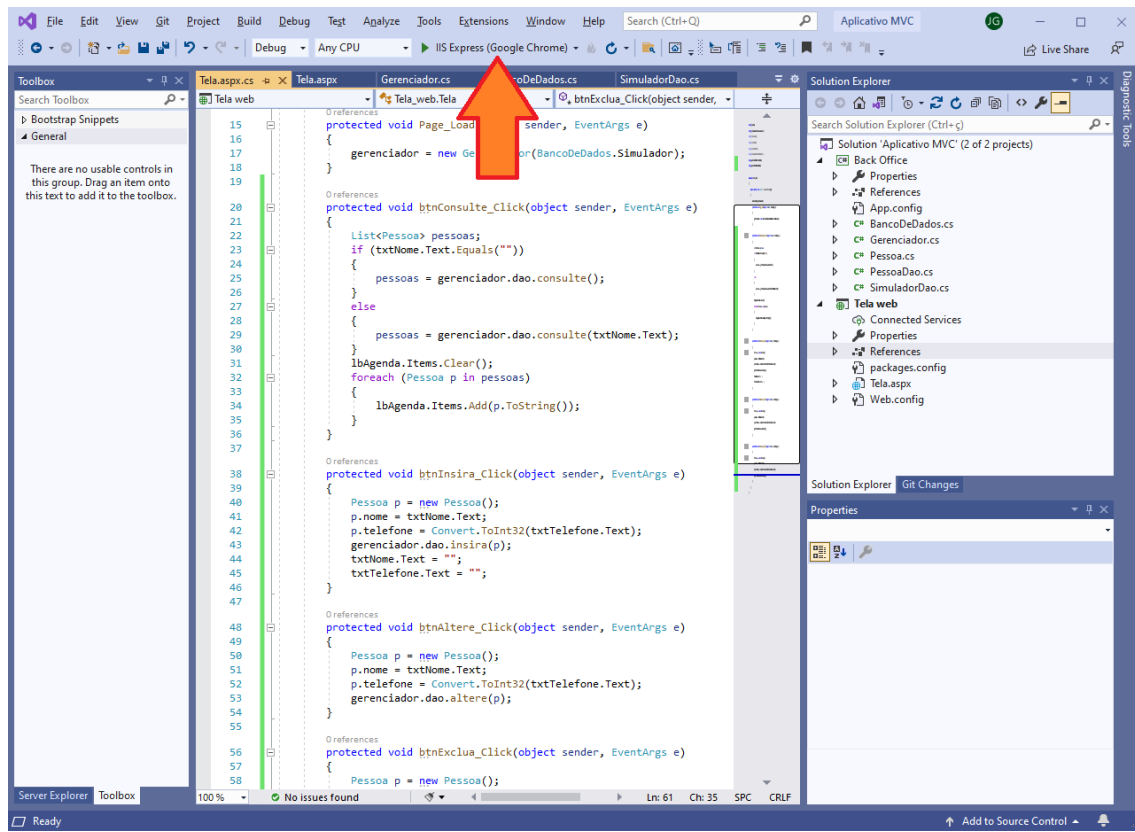 File Edit View Git Project Build Debug Test Analyze Tools Extensions Window Help Search (Ctrl+Q) Aplicativo MVC JG
Debug Any CPU IIS Express (Google Chrome) Live Share
Toolbox
Search Toolbox
Bootstrap Snippets
General
There are no usable controls in
this group. Drag an item onto
this text to add it to the toolbox.
Server Explorer Toolbox
Tela.aspx.cs Tela.aspx Gerenciador.cs coDeDados.cs SimuladorDao.cs
Tela web Tela_web.Tela btnExclua_Click(object sender,
0 references
15 protected void Page_Load sender, EventArgs e)
16 {
17 gerenciador = new Ge or(BancoDeDados.Simulador);
18 }
19
0 references
20 protected void btnConsulte_Click(object sender, EventArgs e)
21 {
22 List<Pessoa> pessoas;
23 if (txtNome.Text.Equals(""))
24 {
25 pessoas = gerenciador.dao.consulte();
26 }
27 else
28 {
29 pessoas = gerenciador.dao.consulte(txtNome.Text);
30 }
31 lbAgenda.Items.Clear();
32 foreach (Pessoa p in pessoas)
33 {
34 lbAgenda.Items.Add(p.ToString());
35 }
36 }
37
0 references
38 protected void btnInsira_Click(object sender, EventArgs e)
39 {
40 Pessoa p = new Pessoa();
41 p.nome = txtNome.Text;
42 p.telefone = Convert.ToInt32(txtTelefone.Text);
43 gerenciador.dao.insira(p);
44 txtNome.Text = "";
45 txtTelefone.Text = "";
46 }
47
0 references
48 protected void btnAltere_Click(object sender, EventArgs e)
49 {
50 Pessoa p = new Pessoa();
51 p.nome = txtNome.Text;
52 p.telefone = Convert.ToInt32(txtTelefone.Text);
53 gerenciador.dao.altere(p);
54 }
55
0 references
56 protected void btnExclua_Click(object sender, EventArgs e)
57 {
58 Pessoa p = new Pessoa();
100 % No issues found Ln: 61 Ch: 35 SPC CRLF
Solution Explorer
Search Solution Explorer (Ctrl+ç)
Solution 'Aplicativo MVC' (2 of 2 projects)
C# Back Office
Properties
References
App.config
C# BancoDeDados.cs
C# Gerenciador.cs
C# Pessoa.cs
C# PessoaDao.cs
C# SimuladorDao.cs
Tela web
Connected Services
Properties
References
packages.config
Tela.aspx
Web.config
Solution Explorer Git Changes
Properties
Diagnostic Tools
Ready Add to Source Control